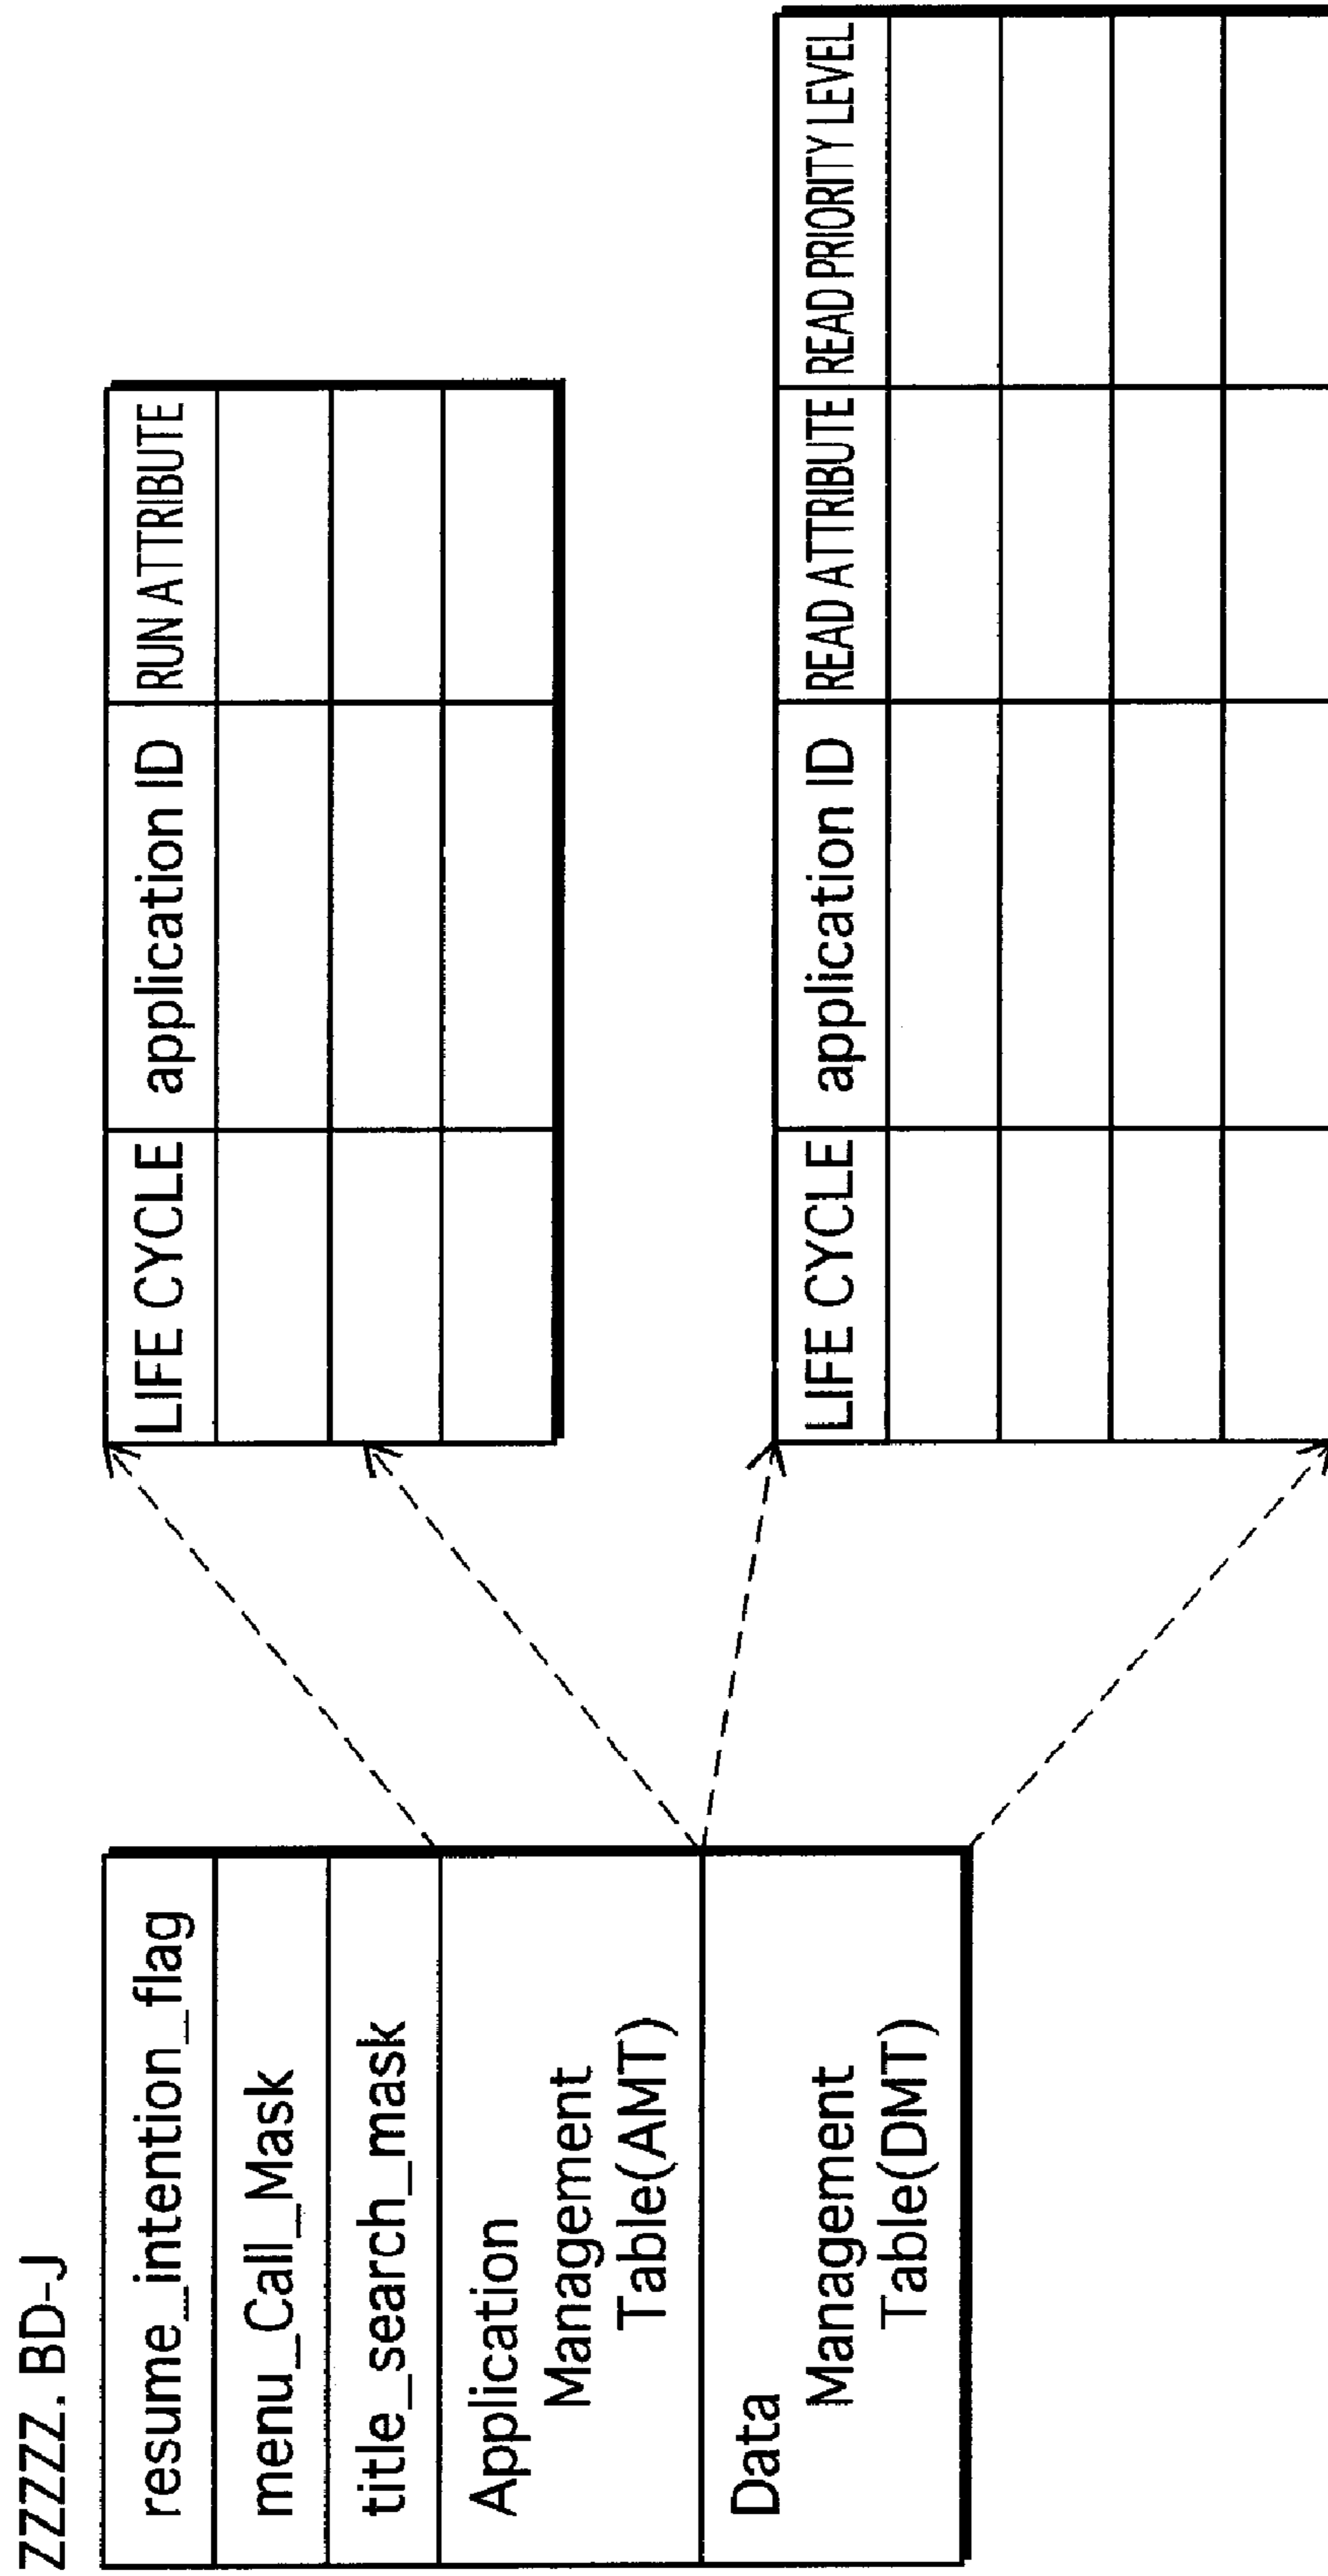 ZZZZZ. BD-J
resume_intention_flag
menu_Call_Mask
title_search_mask
Application
Management
Table(AMT)
Data
Management
Table(DMT)
LIFE CYCLE application ID RUN ATTRIBUTE
LIFE CYCLE application ID READ ATTRIBUTE READ PRIORITY LEVEL